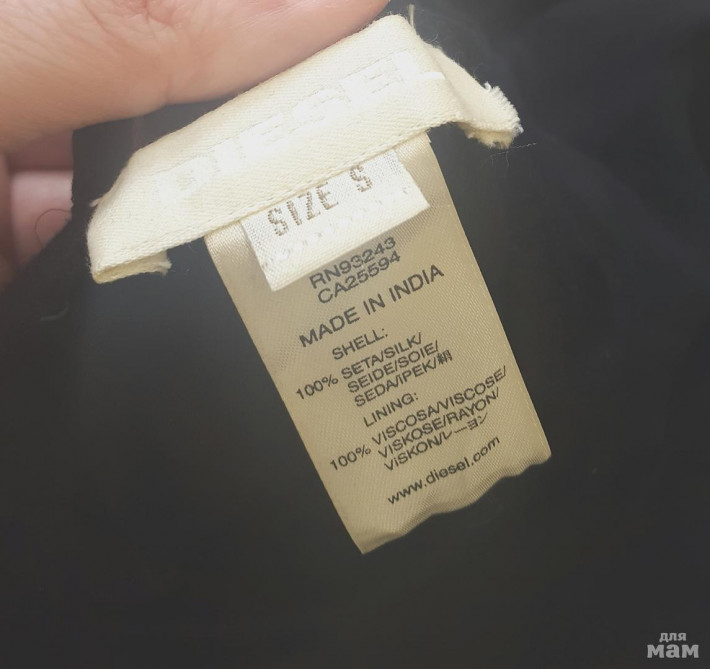 DIESEL
SIZE S
RN93243
CA25594
MADE IN INDIA
SHELL:
100% SETA/SILK/
SEIDE/SOIE/
SEDA/IPEK/絹
LINING:
100% VISCOSA/VISCOSE/
VISKOSE/RAYON/
VISKON/レーヨン
www.diesel.com
для
мам